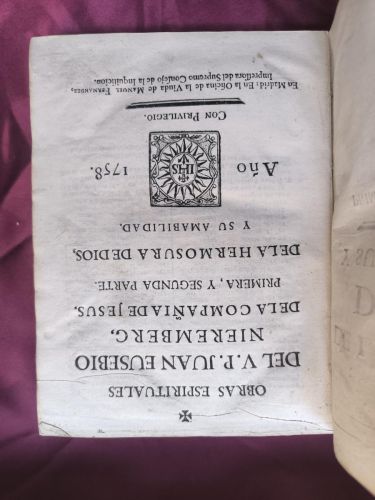 ✠
OBRAS ESPIRITUALES
DEL V. P. JUAN EUSEBIO
NIEREMBERG,
DE LA COMPAÑIA DE JESUS.
PRIMERA, Y SEGUNDA PARTE.
DE LA HERMOSURA DE DIOS,
Y SU AMABILIDAD.
Año
IHS
1758.
CON PRIVILEGIO.
En Madrid: En la Oficina de la Viuda de MANUEL FERNANDEZ,
Impressora del Supremo Consejo de la Inquisicion.